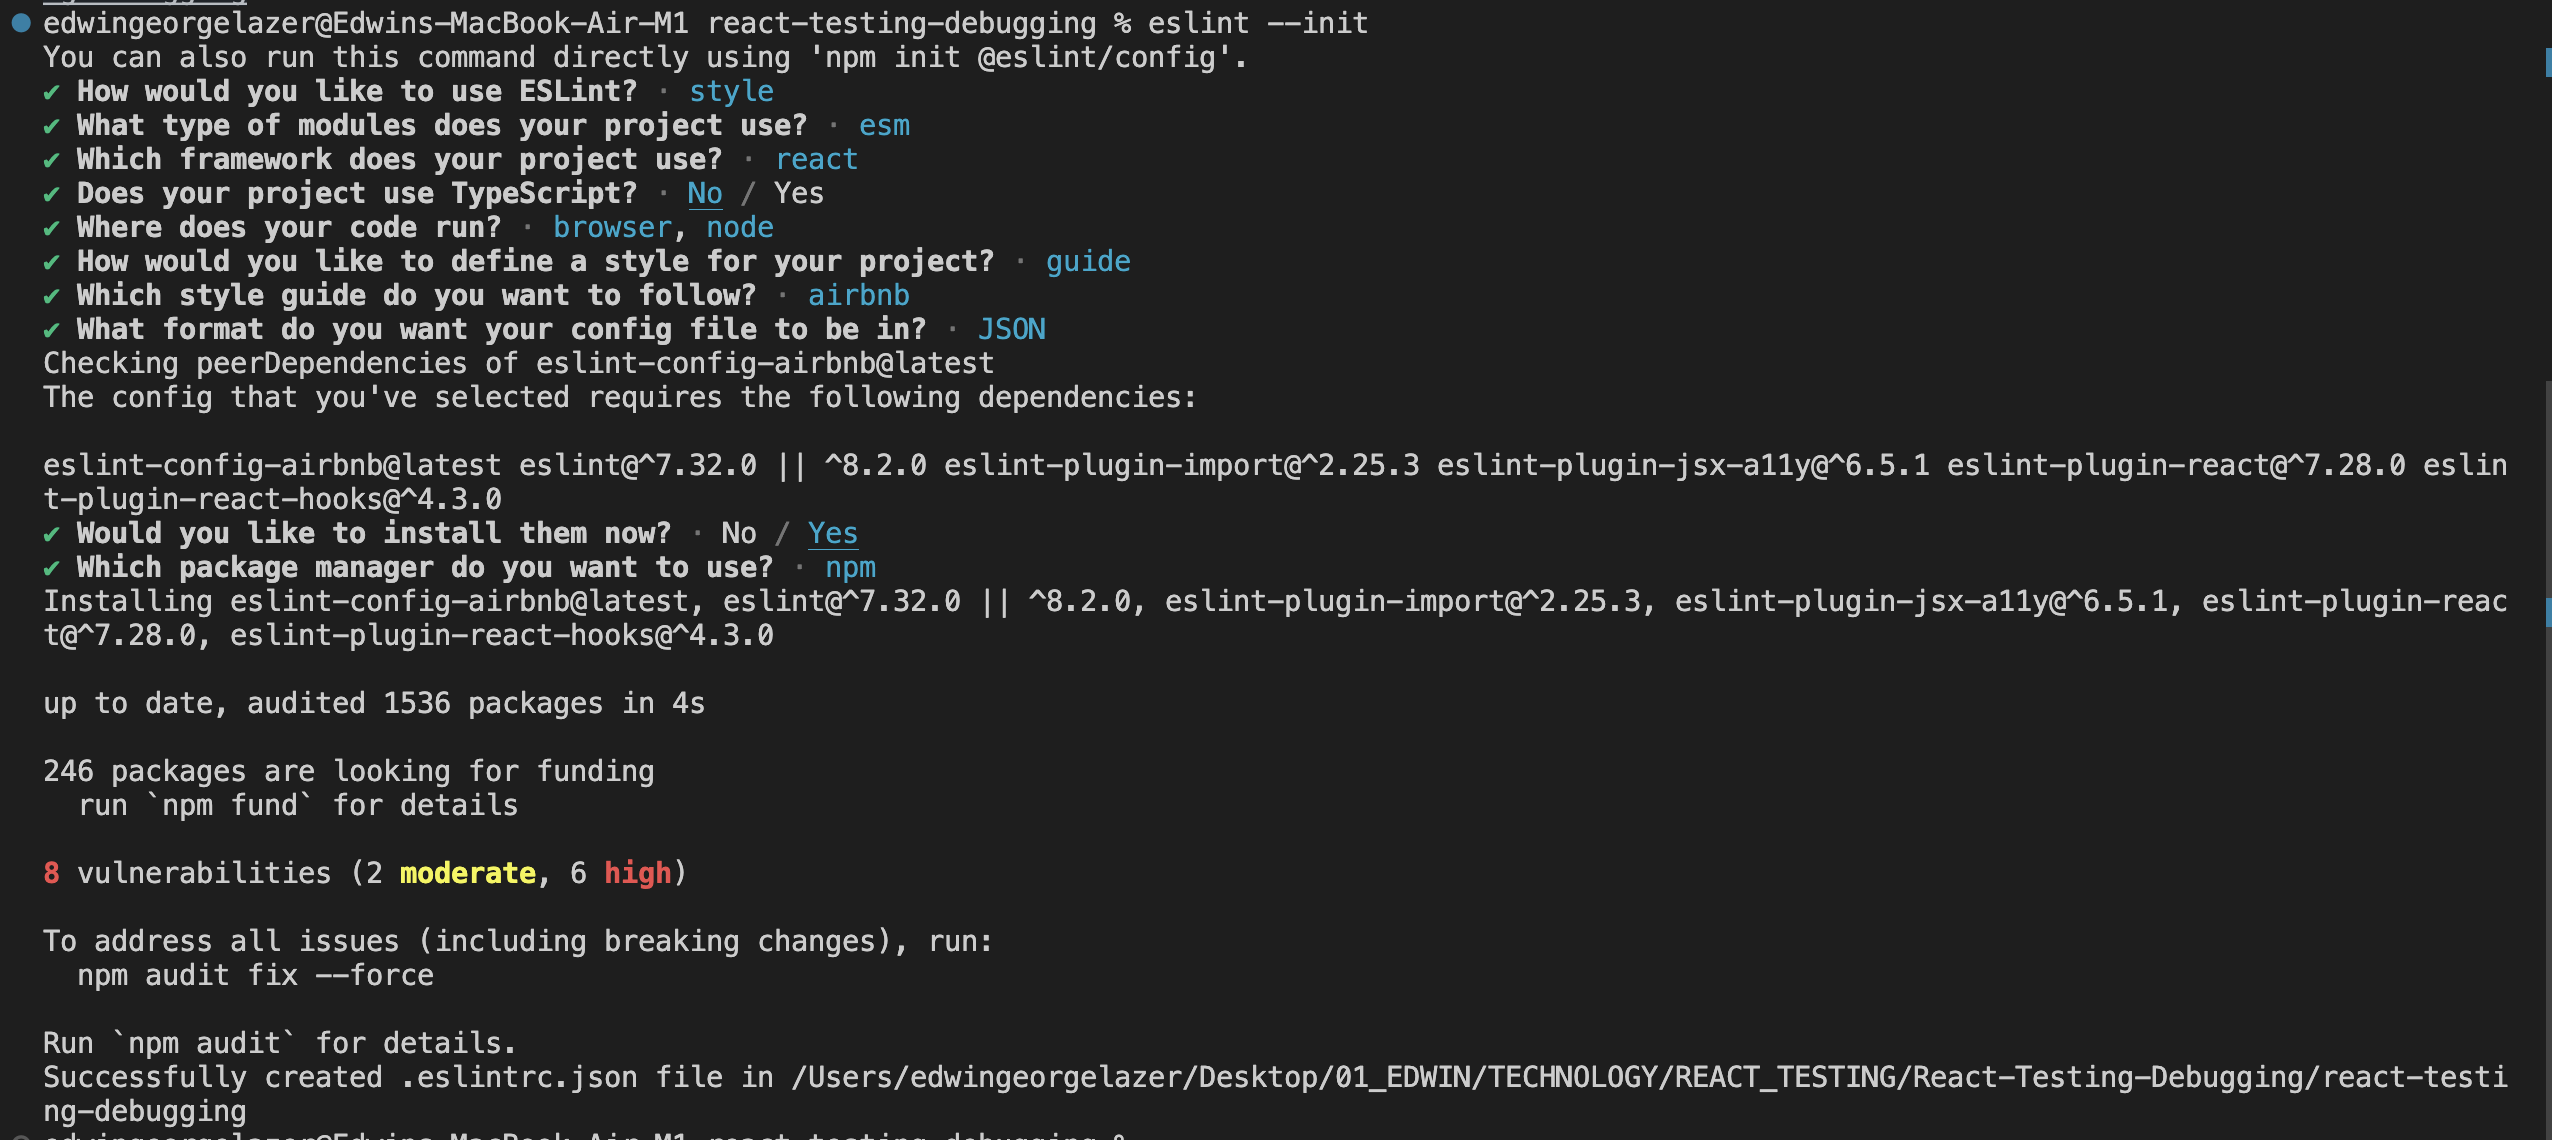 edwingeorgelazer@Edwins-MacBook-Air-M1 react-testing-debugging % eslint --init
You can also run this command directly using 'npm init @eslint/config'.
✔ How would you like to use ESLint? · style
✔ What type of modules does your project use? · esm
✔ Which framework does your project use? · react
✔ Does your project use TypeScript? · No / Yes
✔ Where does your code run? · browser, node
✔ How would you like to define a style for your project? · guide
✔ Which style guide do you want to follow? · airbnb
✔ What format do you want your config file to be in? · JSON
Checking peerDependencies of eslint-config-airbnb@latest
The config that you've selected requires the following dependencies:
eslint-config-airbnb@latest eslint@^7.32.0 || ^8.2.0 eslint-plugin-import@^2.25.3 eslint-plugin-jsx-a11y@^6.5.1 eslint-plugin-react@^7.28.0 eslin
t-plugin-react-hooks@^4.3.0
✔ Would you like to install them now? · No / Yes
✔ Which package manager do you want to use? · npm
Installing eslint-config-airbnb@latest, eslint@^7.32.0 || ^8.2.0, eslint-plugin-import@^2.25.3, eslint-plugin-jsx-a11y@^6.5.1, eslint-plugin-reac
t@^7.28.0, eslint-plugin-react-hooks@^4.3.0
up to date, audited 1536 packages in 4s
246 packages are looking for funding
  run `npm fund` for details
8 vulnerabilities (2 moderate, 6 high)
To address all issues (including breaking changes), run:
  npm audit fix --force
Run `npm audit` for details.
Successfully created .eslintrc.json file in /Users/edwingeorgelazer/Desktop/01_EDWIN/TECHNOLOGY/REACT_TESTING/React-Testing-Debugging/react-testi
ng-debugging
edwingeorgelazer@Edwins-MacBook-Air-M1 react-testing-debugging %